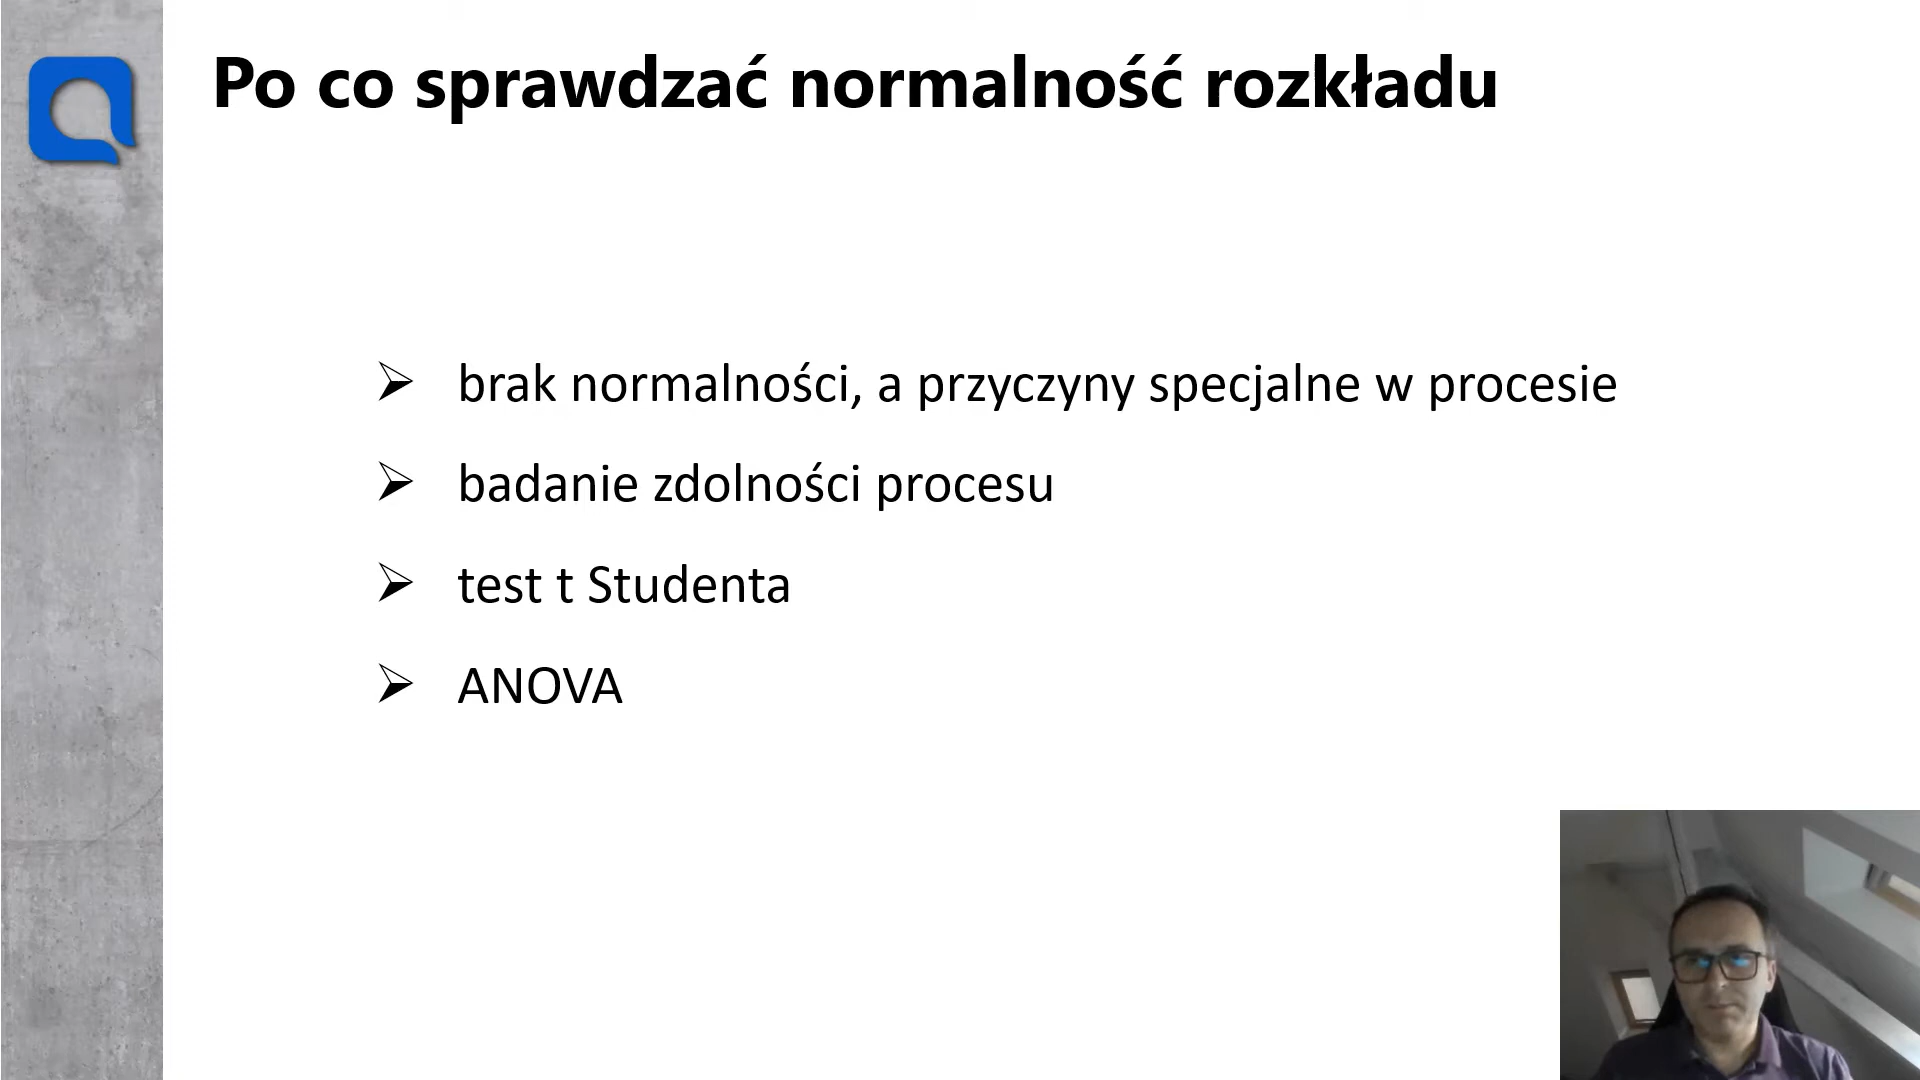 Po co sprawdzać normalność rozkładu
brak normalności, a przyczyny specjalne w procesie
badanie zdolności procesu
test t Studenta
ANOVA